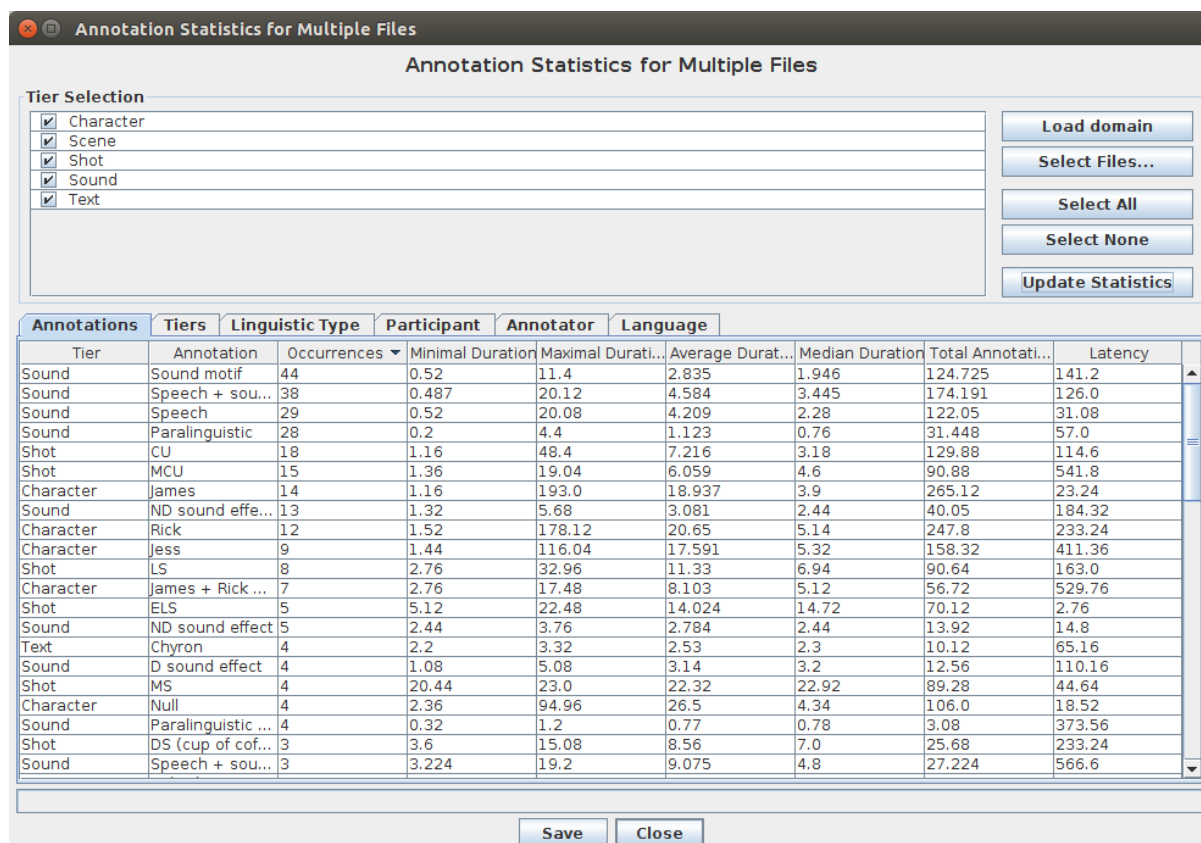 Annotation Statistics for Multiple Files
Annotation Statistics for Multiple Files
Tier Selection
Character
Scene
Shot
Sound
Text
Load domain
Select Files...
Select All
Select None
Update Statistics
Annotations Tiers Linguistic Type Participant Annotator Language
Tier Annotation Occurrences Minimal Duration Maximal Durati... Average Durat... Median Duration Total Annotati... Latency
Sound Sound motif 44 0.52 11.4 2.835 1.946 124.725 141.2
Sound Speech + sou... 38 0.487 20.12 4.584 3.445 174.191 126.0
Sound Speech 29 0.52 20.08 4.209 2.28 122.05 31.08
Sound Paralinguistic 28 0.2 4.4 1.123 0.76 31.448 57.0
Shot CU 18 1.16 48.4 7.216 3.18 129.88 114.6
Shot MCU 15 1.36 19.04 6.059 4.6 90.88 541.8
Character James 14 1.16 193.0 18.937 3.9 265.12 23.24
Sound ND sound effe... 13 1.32 5.68 3.081 2.44 40.05 184.32
Character Rick 12 1.52 178.12 20.65 5.14 247.8 233.24
Character Jess 9 1.44 116.04 17.591 5.32 158.32 411.36
Shot LS 8 2.76 32.96 11.33 6.94 90.64 163.0
Character James + Rick ... 7 2.76 17.48 8.103 5.12 56.72 529.76
Shot ELS 5 5.12 22.48 14.024 14.72 70.12 2.76
Sound ND sound effect 5 2.44 3.76 2.784 2.44 13.92 14.8
Text Chyron 4 2.2 3.32 2.53 2.3 10.12 65.16
Sound D sound effect 4 1.08 5.08 3.14 3.2 12.56 110.16
Shot MS 4 20.44 23.0 22.32 22.92 89.28 44.64
Character Null 4 2.36 94.96 26.5 4.34 106.0 18.52
Sound Paralinguistic ... 4 0.32 1.2 0.77 0.78 3.08 373.56
Shot DS (cup of cof... 3 3.6 15.08 8.56 7.0 25.68 233.24
Sound Speech + sou... 3 3.224 19.2 9.075 4.8 27.224 566.6
Save Close